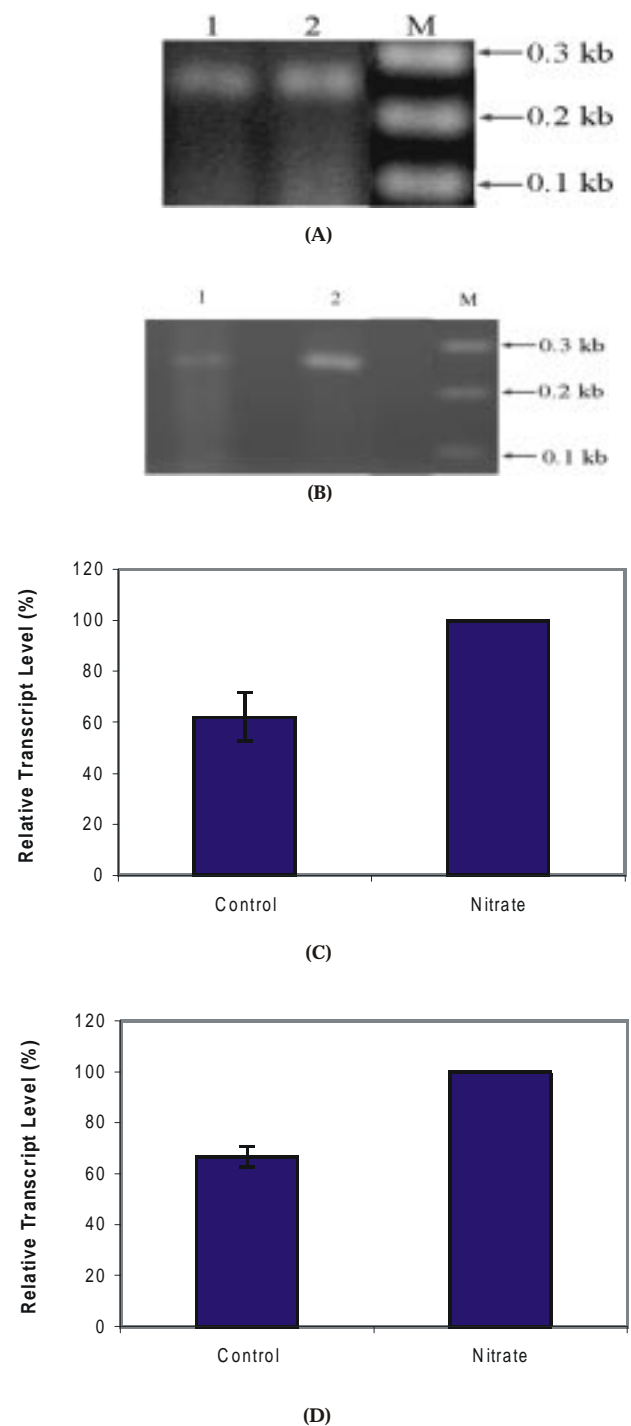 1 2 M
0.3 kb
0.2 kb
0.1 kb
(A)
1 2 M
0.3 kb
0.2 kb
0.1 kb
(B)
Relative Transcript Level (%)
120
100
80
60
40
20
0
Control Nitrate
(C)
Relative Transcript Level (%)
120
100
80
60
40
20
0
Control Nitrate
(D)